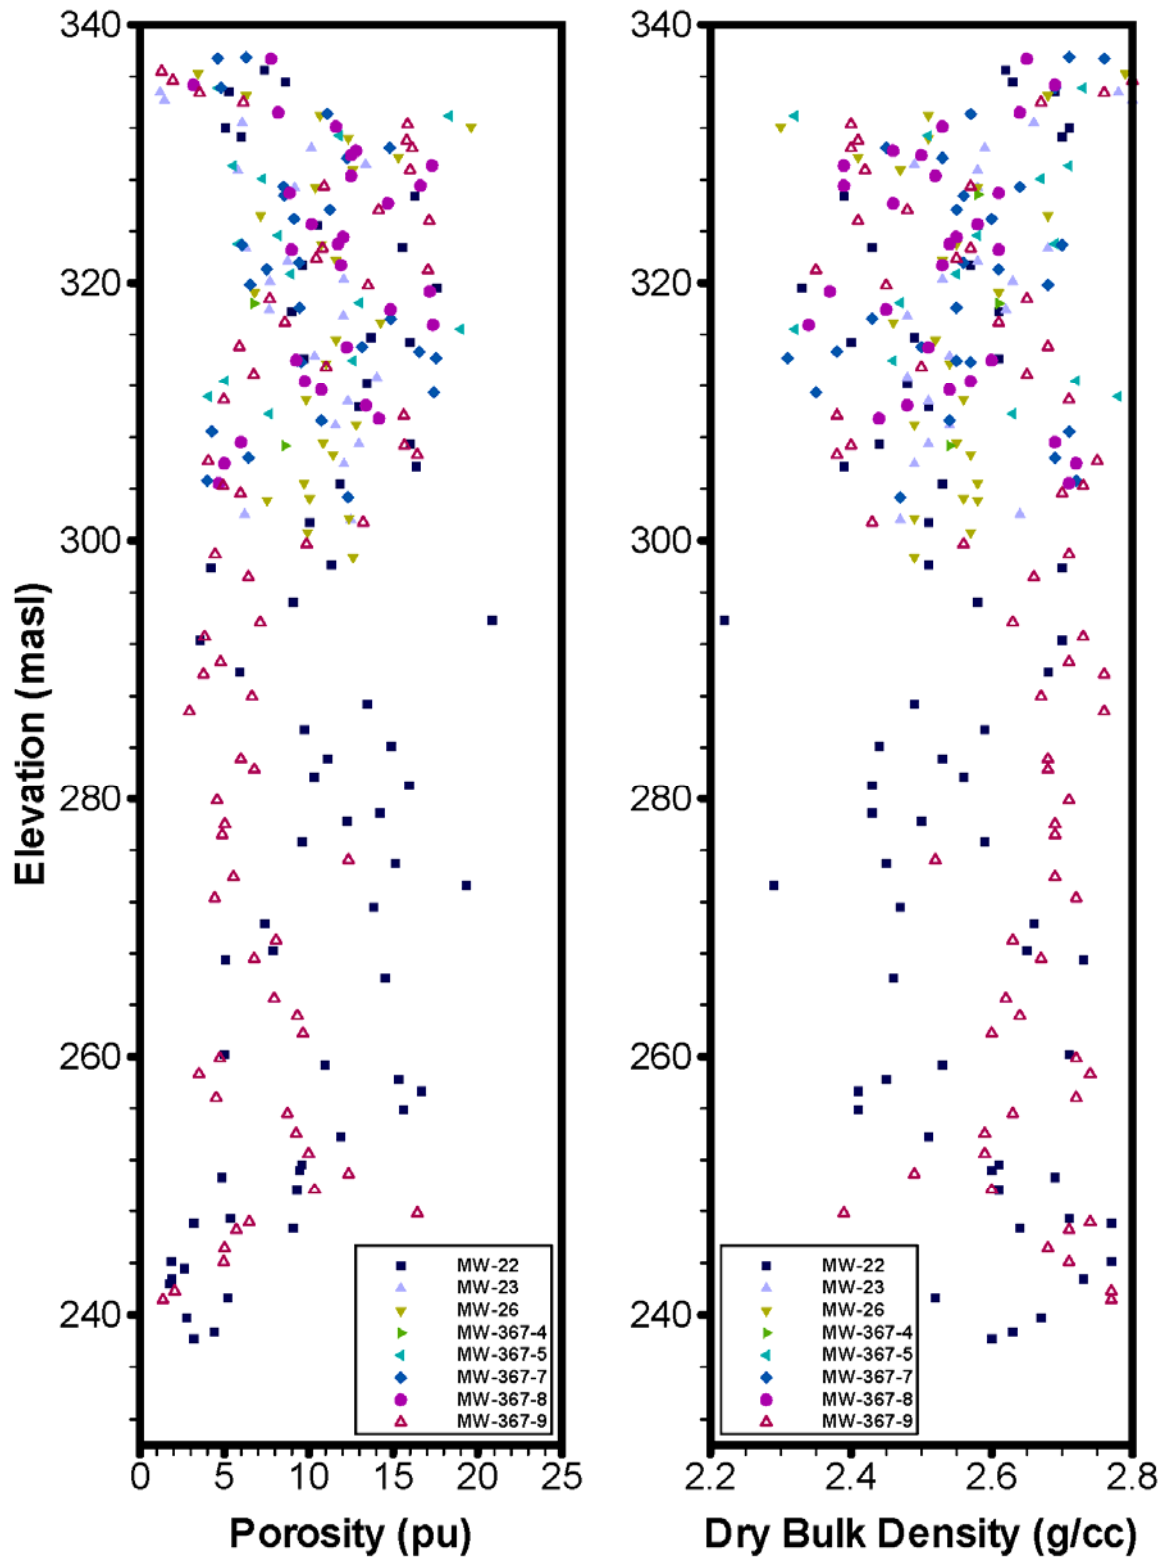 340
320
300
280
260
240
Elevation (masl)
0 5 10 15 20 25
Porosity (pu)
MW-22
MW-23
MW-26
MW-367-4
MW-367-5
MW-367-7
MW-367-8
MW-367-9
340
320
300
280
260
240
2.2 2.4 2.6 2.8
Dry Bulk Density (g/cc)
MW-22
MW-23
MW-26
MW-367-4
MW-367-5
MW-367-7
MW-367-8
MW-367-9